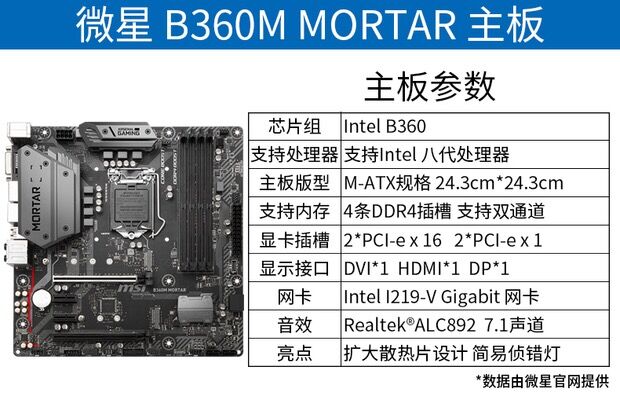 微星 B360M MORTAR 主板
主板参数
芯片组 Intel B360
支持处理器 支持Intel 八代处理器
主板版型 M-ATX规格 24.3cm*24.3cm
支持内存 4条DDR4插槽 支持双通道
显卡插槽 2*PCI-e x 16 2*PCI-e x 1
显示接口 DVI*1 HDMI*1 DP*1
网卡 Intel I219-V Gigabit 网卡
音效 Realtek®ALC892 7.1声道
亮点 扩大散热片设计 简易侦错灯
*数据由微星官网提供
GAMING
MORTAR
DDR4 BOOST
msi
B360M MORTAR